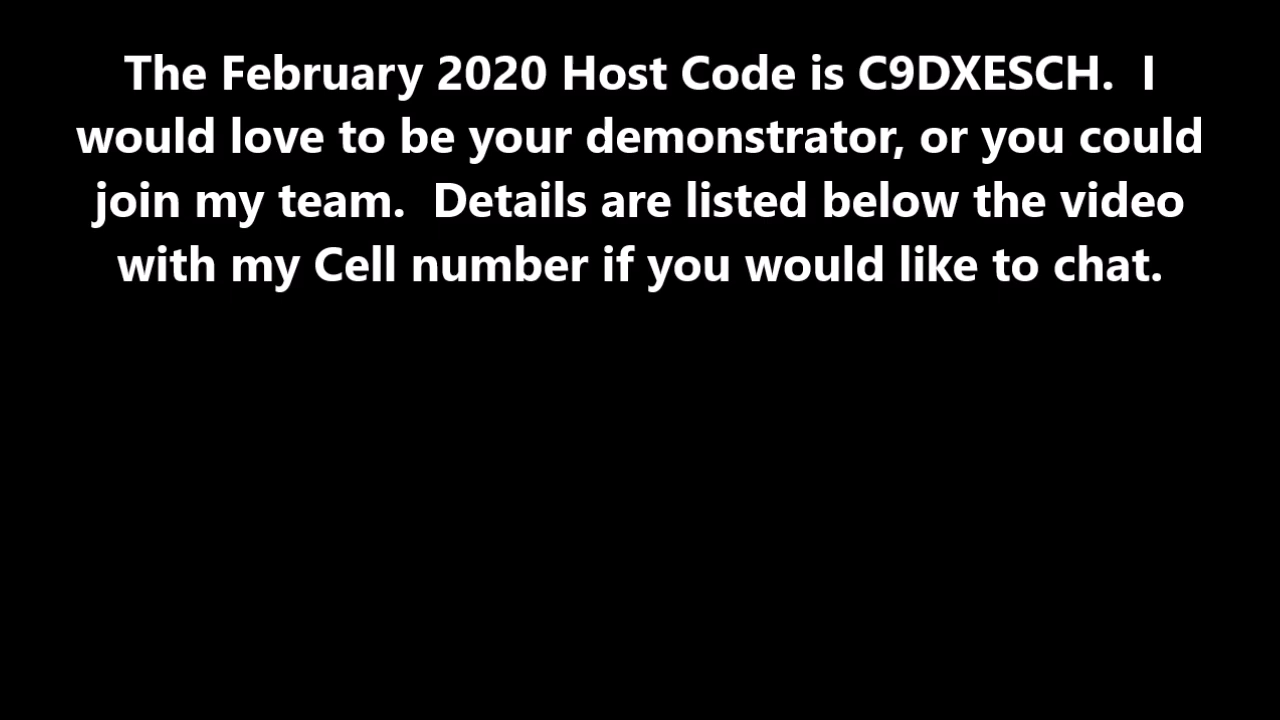 The February 2020 Host Code is C9DXESCH.  I
would love to be your demonstrator, or you could
join my team.  Details are listed below the video
with my Cell number if you would like to chat.